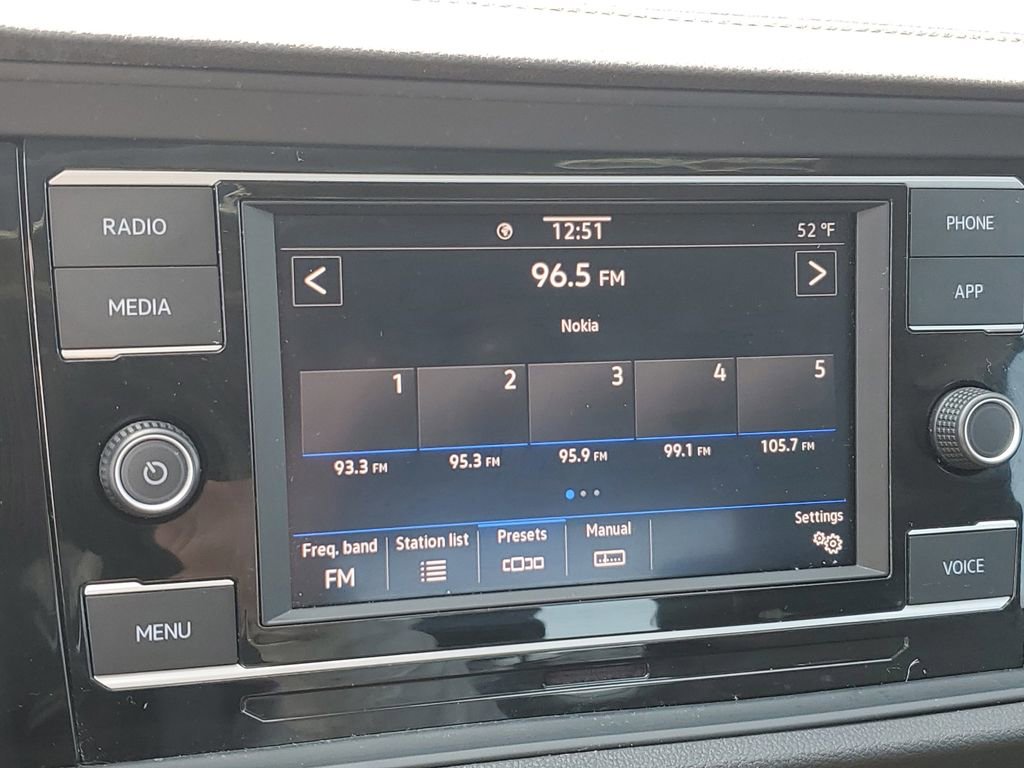 RADIO
MEDIA
MENU
12:51
52 °F
<
96.5 FM
>
Nokia
1 2 3 4 5
93.3 FM 95.3 FM 95.9 FM 99.1 FM 105.7 FM
Freq. band Station list Presets Manual Settings
FM
PHONE
APP
VOICE